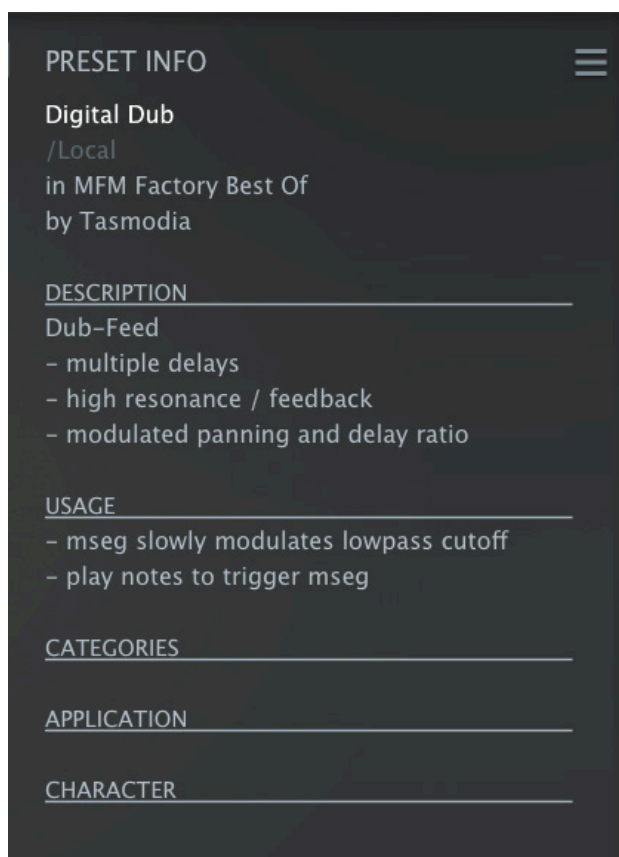 PRESET INFO
Digital Dub
/Local
in MFM Factory Best Of
by Tasmodia
DESCRIPTION
Dub-Feed
- multiple delays
- high resonance / feedback
- modulated panning and delay ratio
USAGE
- mseg slowly modulates lowpass cutoff
- play notes to trigger mseg
CATEGORIES
APPLICATION
CHARACTER